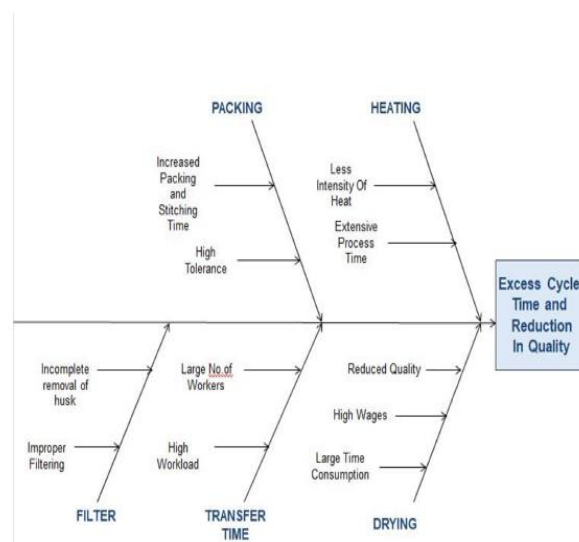 PACKING
HEATING
Increased
Packing
and
Stitching
Time
Less
Intensity Of
Heat
High
Tolerance
Extensive
Process
Time
Excess Cycle
Time and
Reduction
In Quality
Incomplete
removal of
husk
Large No.of
Workers
Reduced Quality
High Wages
Improper
Filtering
High
Workload
Large Time
Consumption
FILTER
TRANSFER
TIME
DRYING